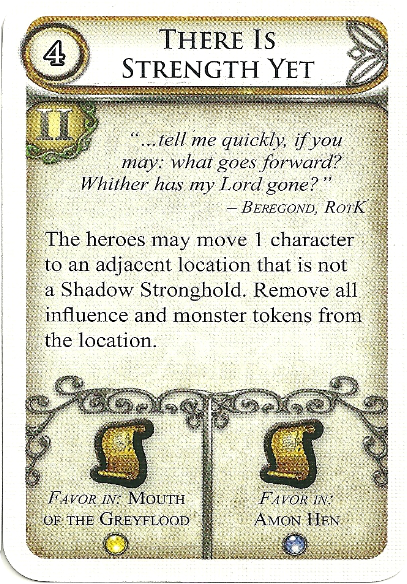 4
THERE IS
STRENGTH YET
II
“...tell me quickly, if you
may: what goes forward?
Whither has my Lord gone?”
– BEREGOND, ROTK
The heroes may move 1 character
to an adjacent location that is not
a Shadow Stronghold. Remove all
influence and monster tokens from
the location.
FAVOR IN: MOUTH
OF THE GREYFLOOD
FAVOR IN:
AMON HEN